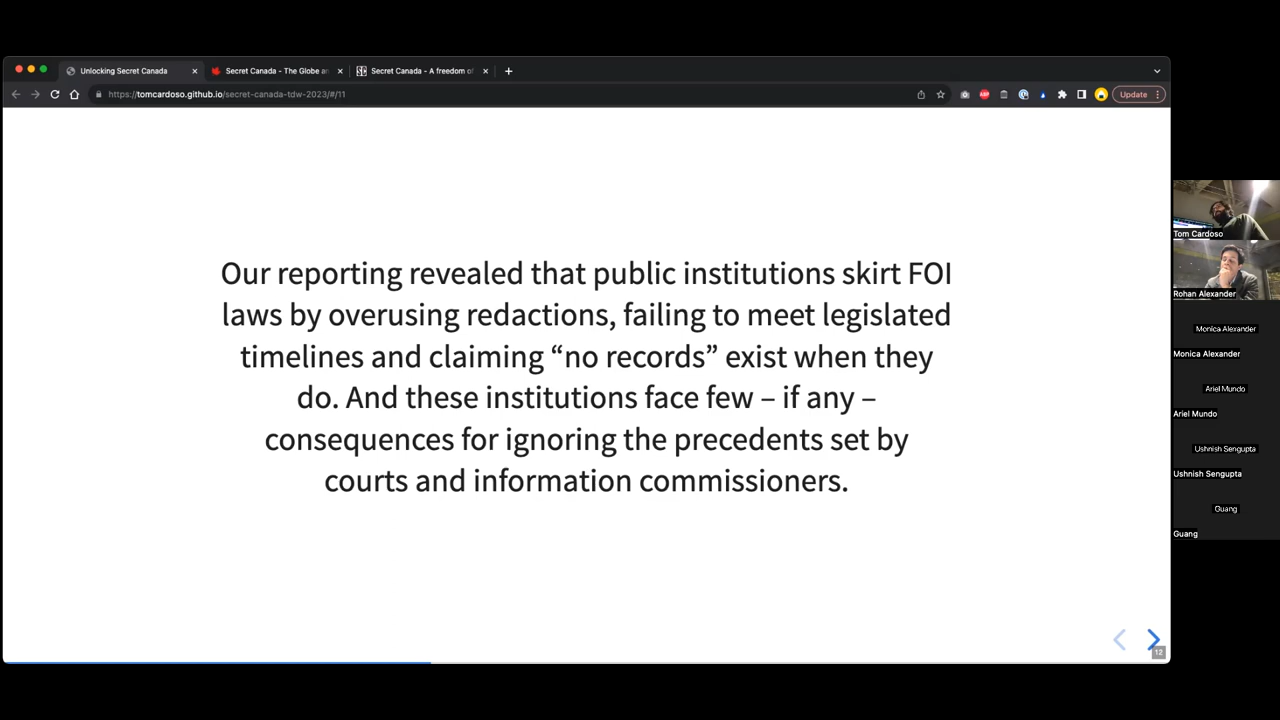 Unlocking Secret Canada
Secret Canada - The Globe an
Secret Canada - A freedom of
https://tomcardoso.github.io/secret-canada-tdw-2023/#/11
ABP
Update
Our reporting revealed that public institutions skirt FOI
laws by overusing redactions, failing to meet legislated
timelines and claiming “no records” exist when they
do. And these institutions face few – if any –
consequences for ignoring the precedents set by
courts and information commissioners.
12
Tom Cardoso
Rohan Alexander
Monica Alexander
Monica Alexander
Ariel Mundo
Ariel Mundo
Ushnish Sengupta
Ushnish Sengupta
Guang
Guang